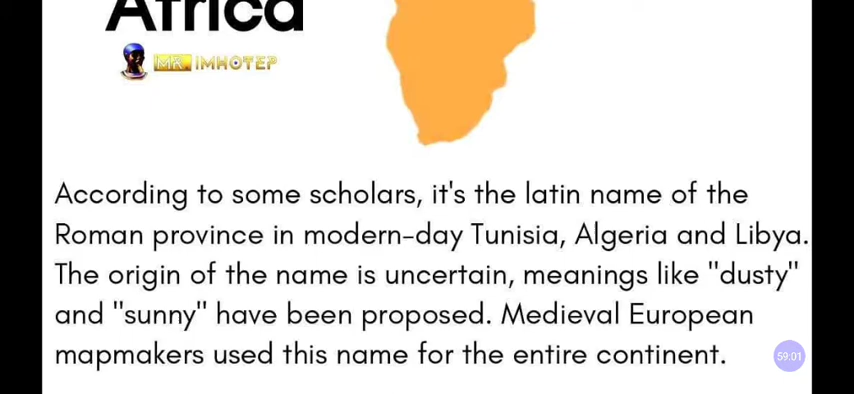 Africa
MK IMHOTEP
According to some scholars, it's the latin name of the
Roman province in modern-day Tunisia, Algeria and Libya.
The origin of the name is uncertain, meanings like "dusty"
and "sunny" have been proposed. Medieval European
mapmakers used this name for the entire continent.
59:01